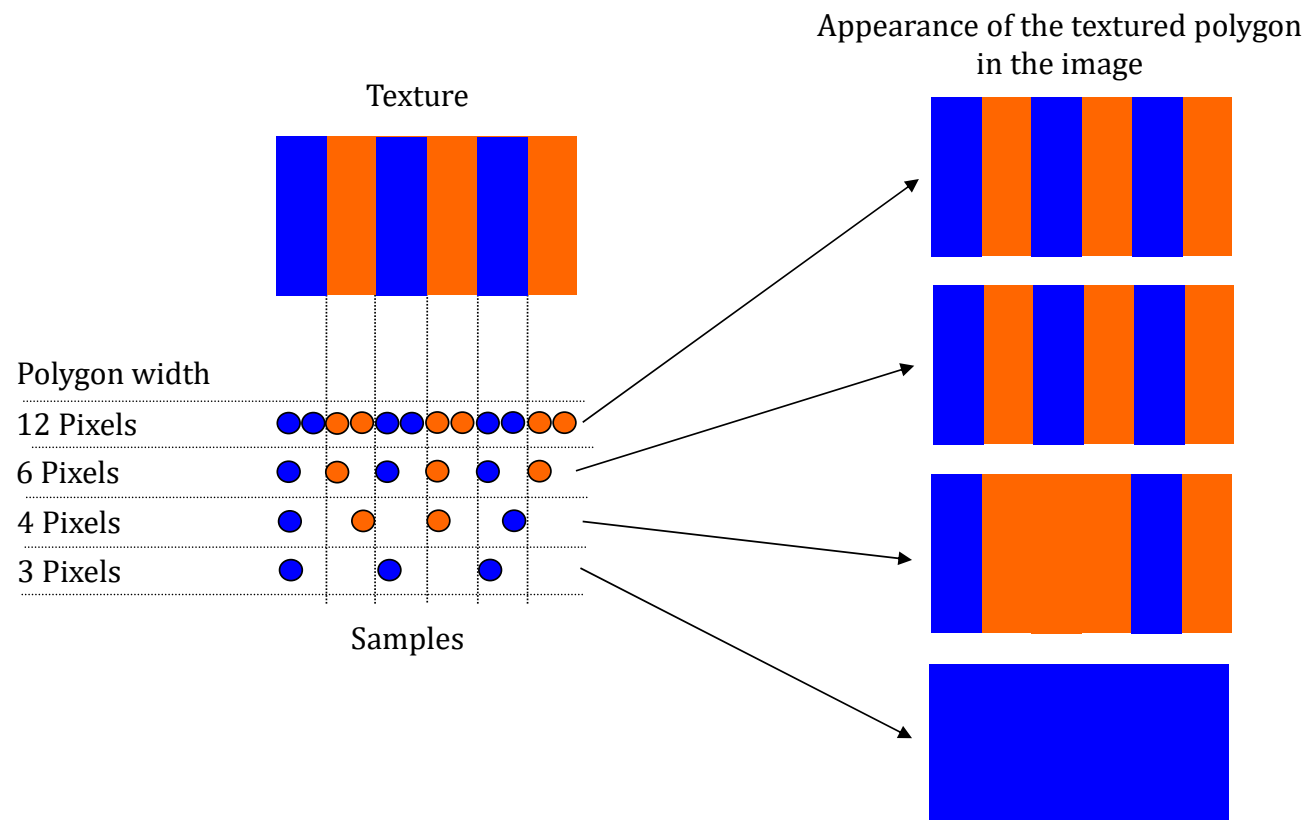 Appearance of the textured polygon
in the image
Texture
Polygon width
12 Pixels
6 Pixels
4 Pixels
3 Pixels
Samples